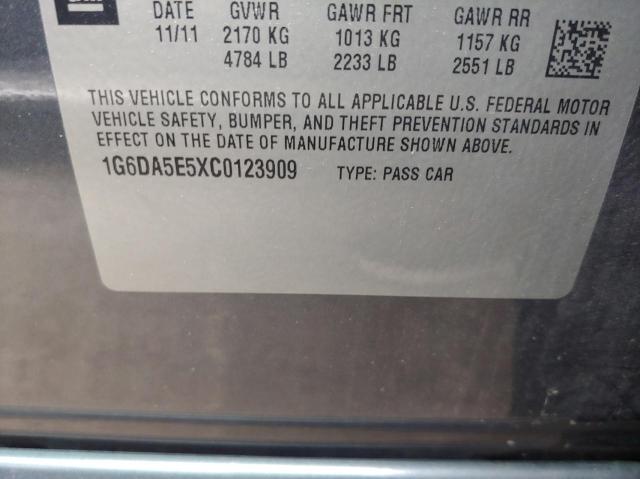 DATE GVWR GAWR FRT GAWR RR
11/11 2170 KG 1013 KG 1157 KG
4784 LB 2233 LB 2551 LB
THIS VEHICLE CONFORMS TO ALL APPLICABLE U.S. FEDERAL MOTOR
VEHICLE SAFETY, BUMPER, AND THEFT PREVENTION STANDARDS IN
EFFECT ON THE DATE OF MANUFACTURE SHOWN ABOVE.
1G6DA5E5XC0123909 TYPE: PASS CAR